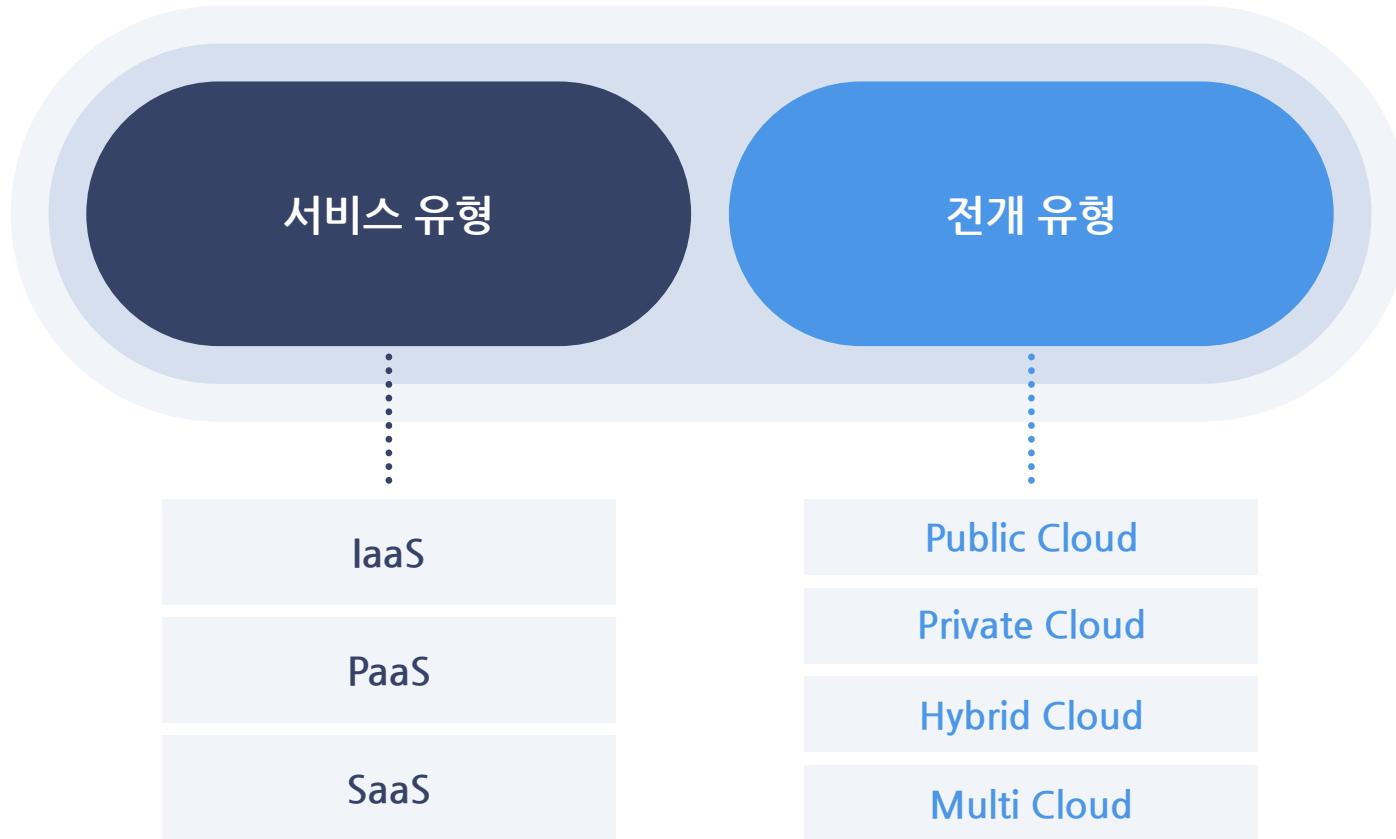 서비스 유형
전개 유형
IaaS
PaaS
SaaS
Public Cloud
Private Cloud
Hybrid Cloud
Multi Cloud